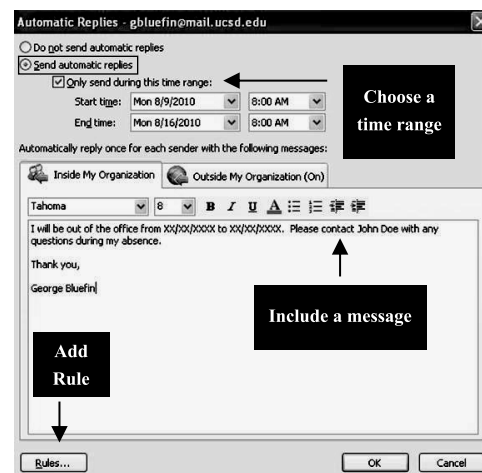 Automatic Replies - gbluefin@mail.ucsd.edu
Do not send automatic replies
Send automatic replies
Only send during this time range:
Start time: Mon 8/9/2010 8:00 AM
End time: Mon 8/16/2010 8:00 AM
Choose a
time range
Automatically reply once for each sender with the following messages:
Inside My Organization Outside My Organization (On)
Tahoma 8 B I U A
I will be out of the office from XX/XX/XXXX to XX/XX/XXXX. Please contact John Doe with any
questions during my absence.
Thank you,
George Bluefin
Include a message
Add
Rule
Rules... OK Cancel